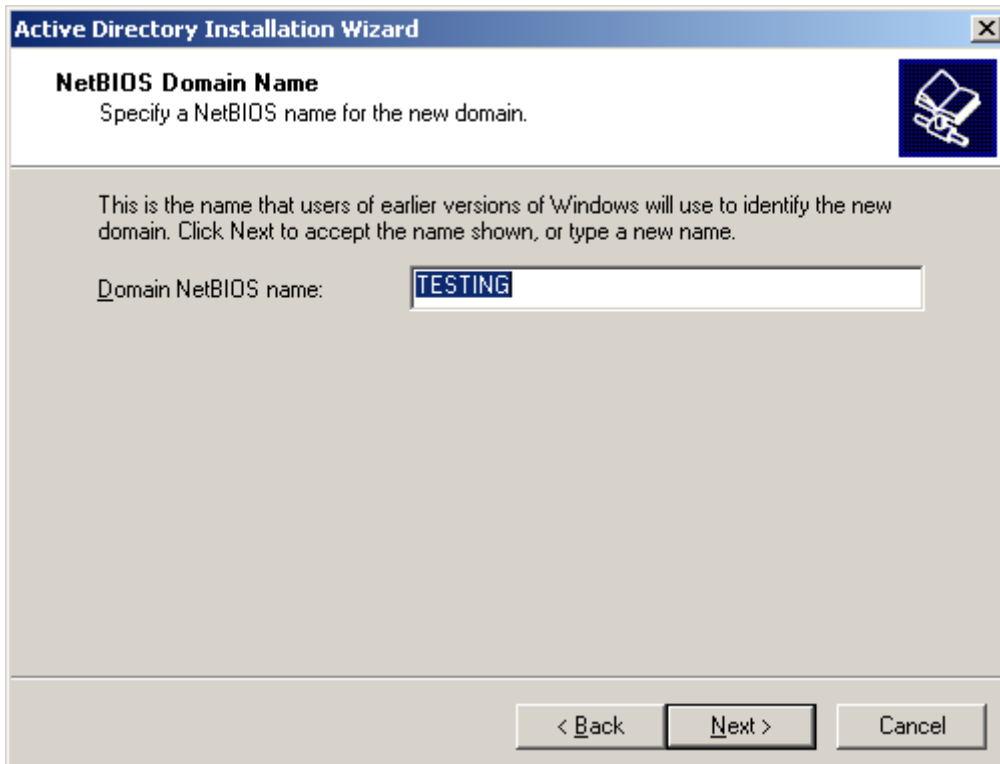 Active Directory Installation Wizard
NetBIOS Domain Name
Specify a NetBIOS name for the new domain.
This is the name that users of earlier versions of Windows will use to identify the new
domain. Click Next to accept the name shown, or type a new name.
Domain NetBIOS name: TESTING
< Back Next > Cancel